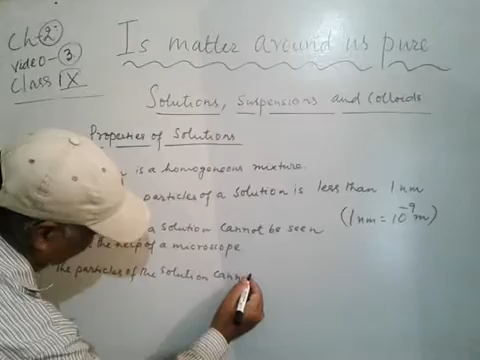 Ch-2
Is matter around us pure
video-3.
Class IX
Solutions, Suspensions and Colloids
Properties of Solutions
is a homogeneous mixture.
particles of a solution is less than 1 nm
(1 nm = 10⁻⁹ m)
a solution cannot be seen
the help of a microscope
The particles of the solution cann